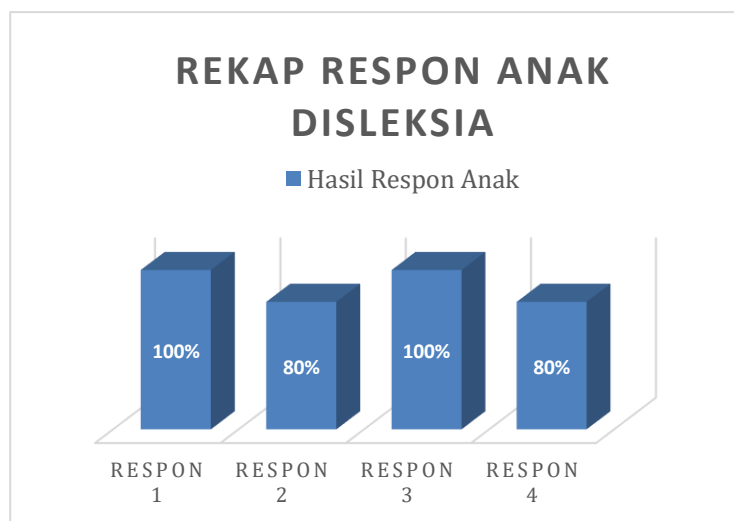 REKAP RESPON ANAK
DISLEKSIA
Hasil Respon Anak
100%
80%
100%
80%
RESPON 1
RESPON 2
RESPON 3
RESPON 4